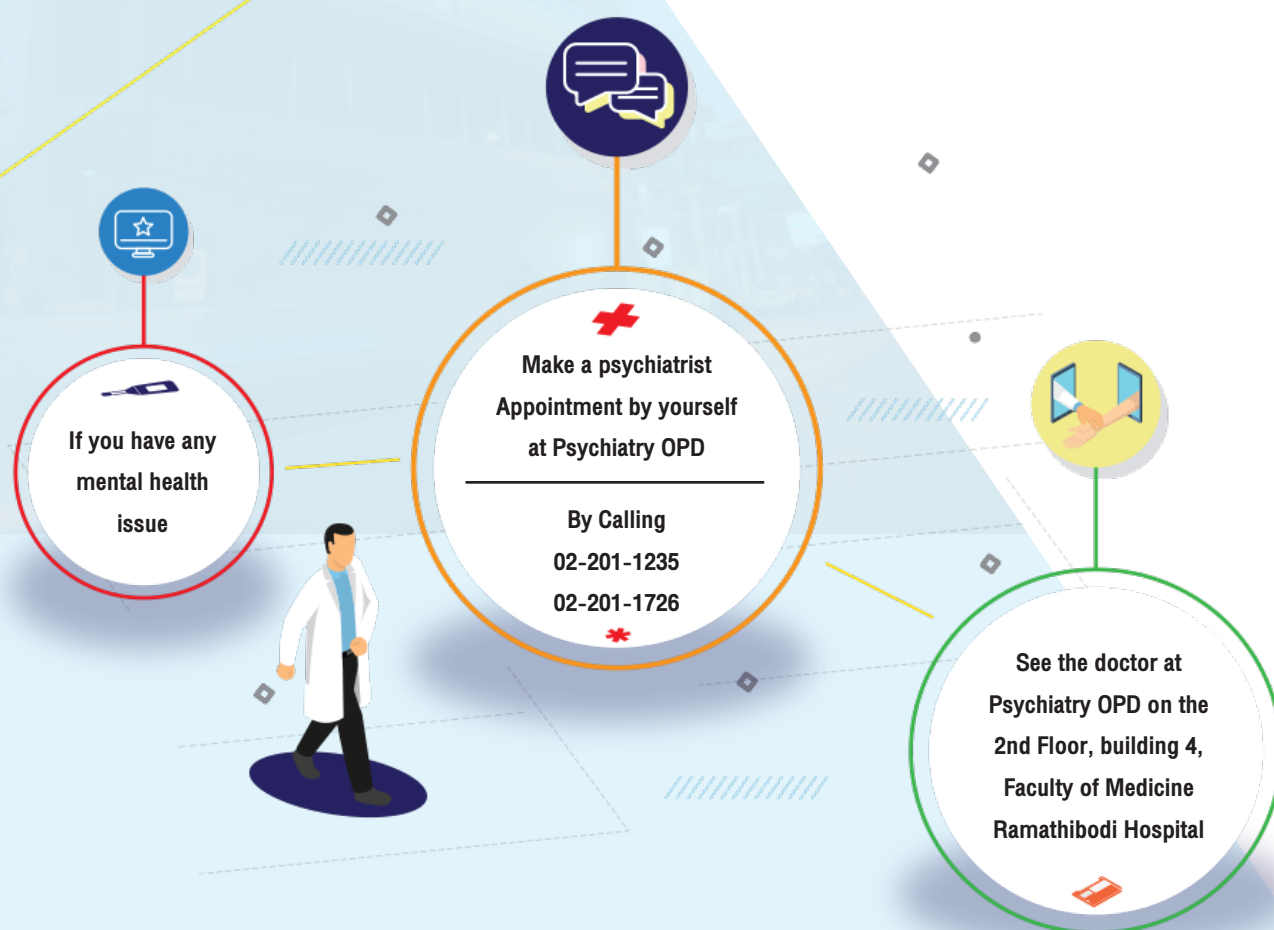 If you have any
mental health
issue
Make a psychiatrist
Appointment by yourself
at Psychiatry OPD
By Calling
02-201-1235
02-201-1726
See the doctor at
Psychiatry OPD on the
2nd Floor, building 4,
Faculty of Medicine
Ramathibodi Hospital